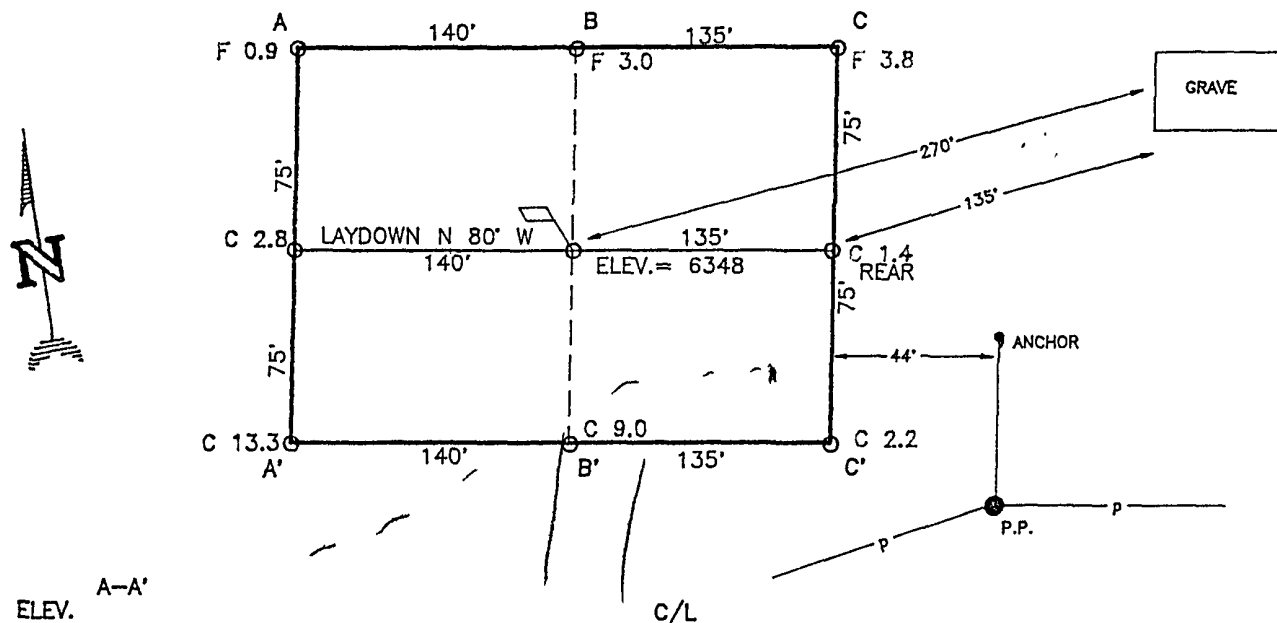 A B C
140' 135'
F 0.9 F 3.0 F 3.8
GRAVE
75' 75'
270'
135'
N
C 2.8 LAYDOWN N 80° W 135' C 1.4
140' ELEV.= 6348 REAR
75' 75'
ANCHOR
44'
C 13.3 C 9.0 C 2.2
140' 135'
A' B' C'
P.P.
P P
A-A'
ELEV. C/L